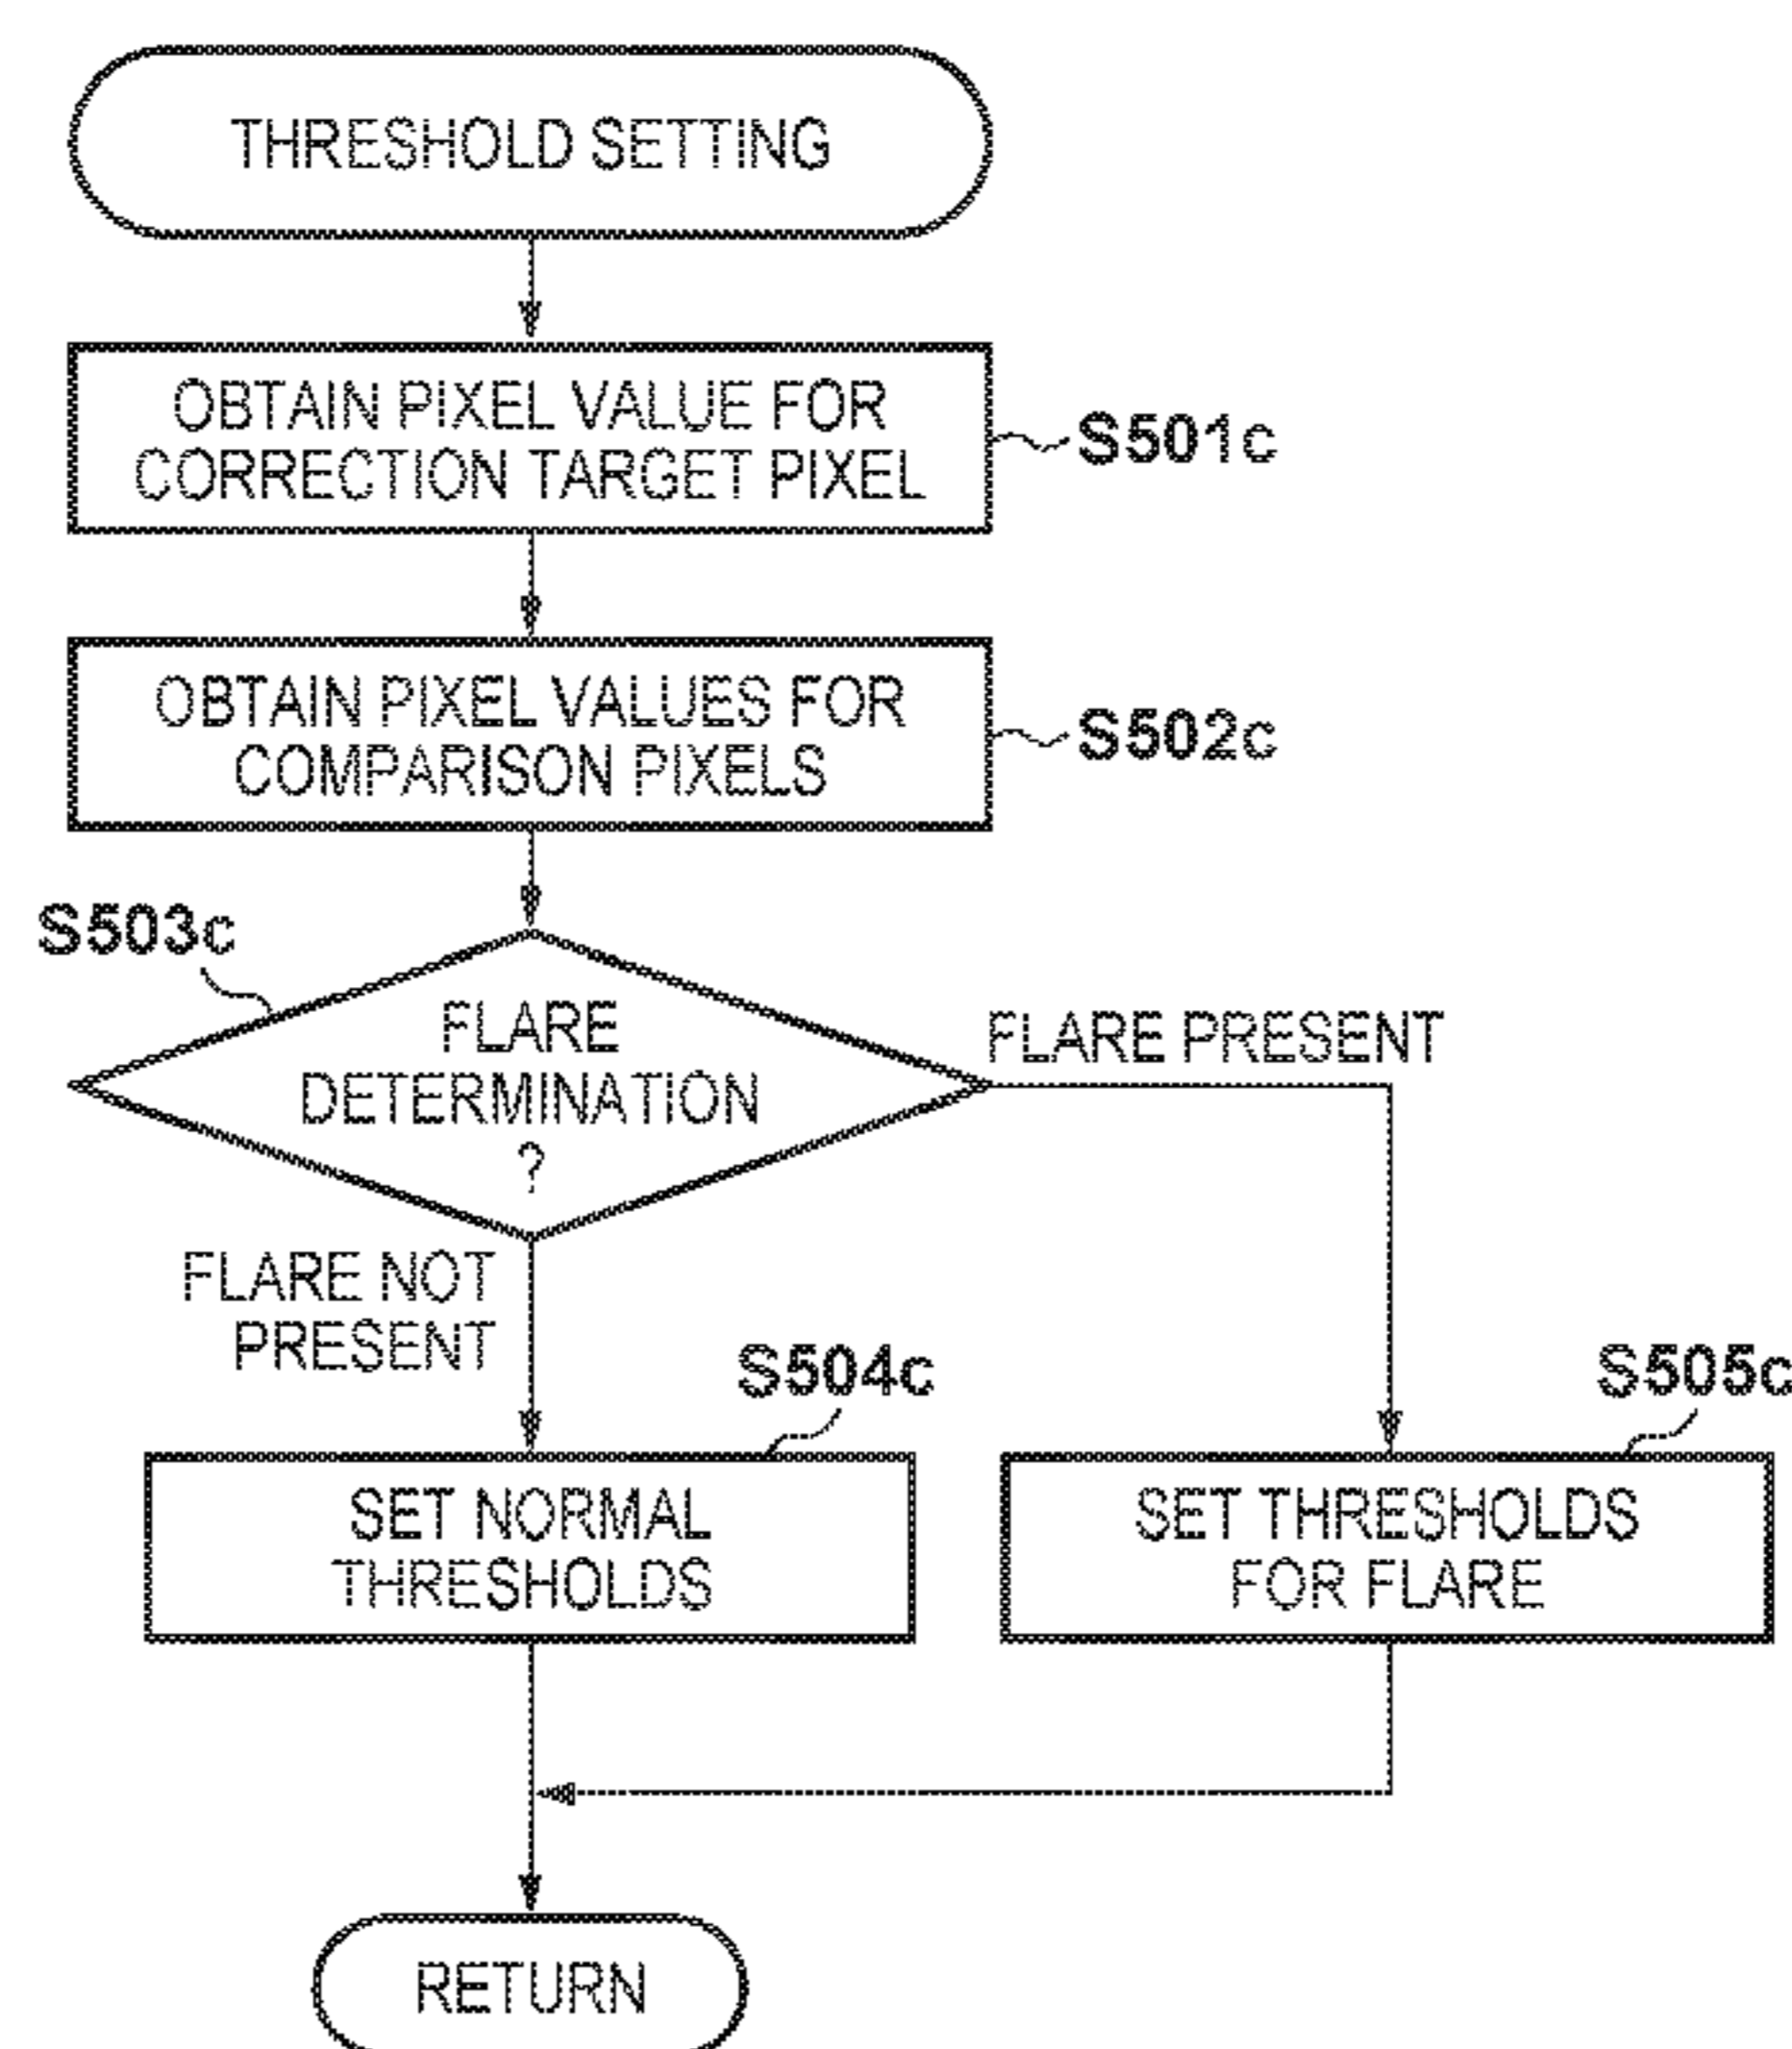 THRESHOLD SETTING
OBTAIN PIXEL VALUE FOR
CORRECTION TARGET PIXEL
S501c
OBTAIN PIXEL VALUES FOR
COMPARISON PIXELS
S502c
S503c
FLARE
DETERMINATION
?
FLARE PRESENT
FLARE NOT
PRESENT
S504c
S505c
SET NORMAL
THRESHOLDS
SET THRESHOLDS
FOR FLARE
RETURN